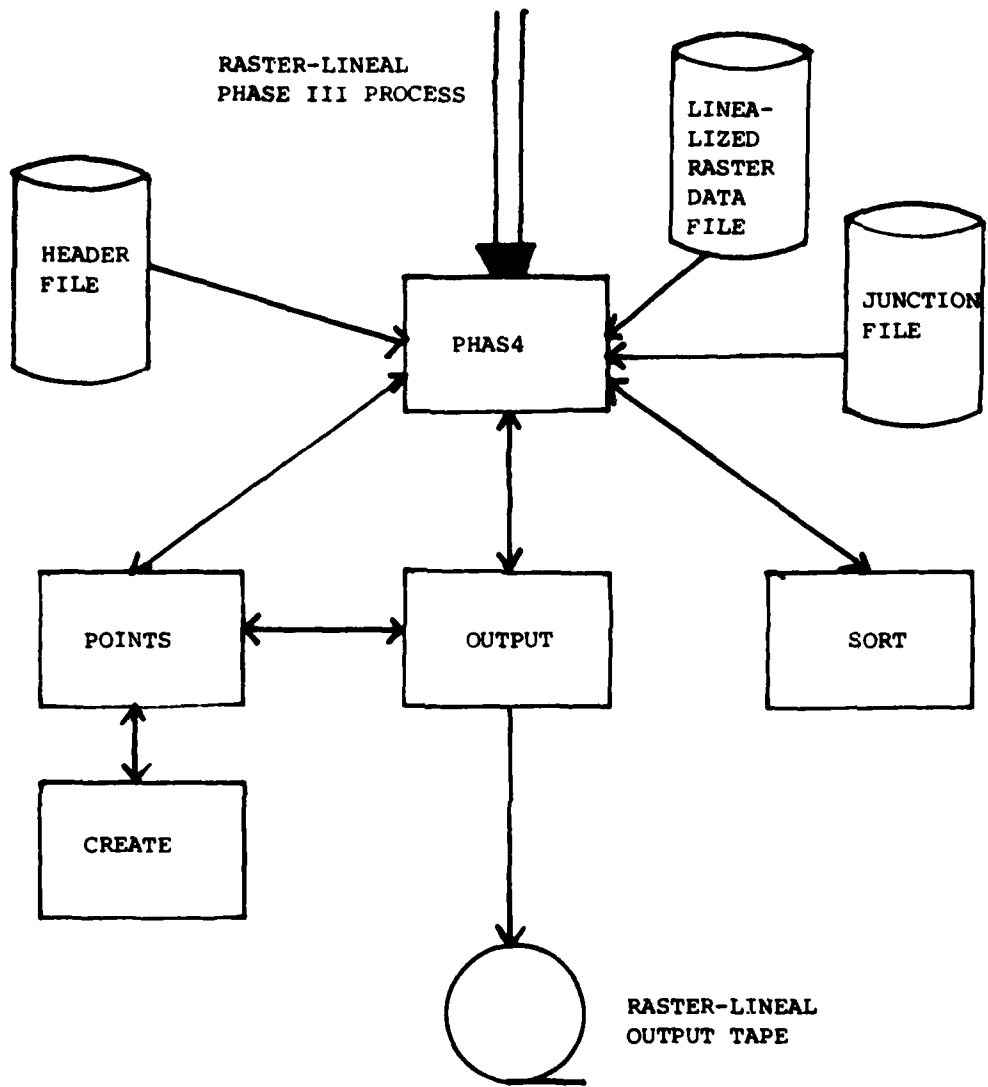 RASTER-LINEAL
PHASE III PROCESS
LINEA-
LIZED
RASTER
DATA
FILE
HEADER
FILE
JUNCTION
FILE
PHAS4
POINTS
OUTPUT
SORT
CREATE
RASTER-LINEAL
OUTPUT TAPE